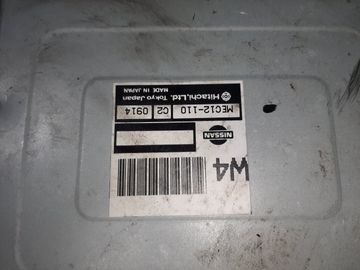 W4
NISSAN
MEC12-110 C2 0914
Hitachi, Ltd. Tokyo Japan
MADE IN JAPAN